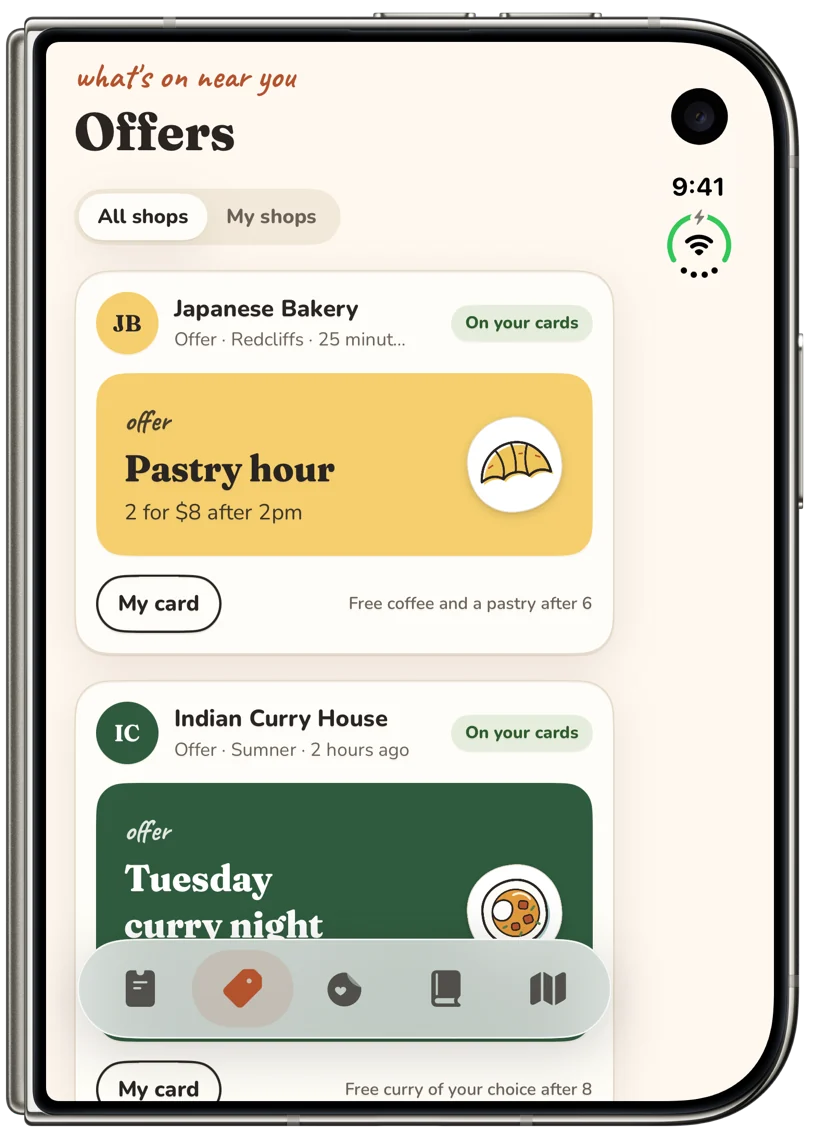 what's on near you
Offers
9:41
All shops
My shops
JB
Japanese Bakery
Offer · Redcliffs · 25 minut...
On your cards
offer
Pastry hour
2 for $8 after 2pm
My card
Free coffee and a pastry after 6
IC
Indian Curry House
Offer · Sumner · 2 hours ago
On your cards
offer
Tuesday
curry night
My card
Free curry of your choice after 8